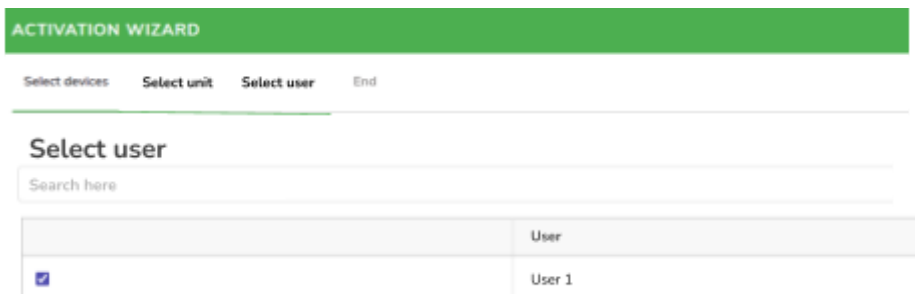 ACTIVATION WIZARD
Select devices Select unit Select user End
Select user
Search here
User
User 1